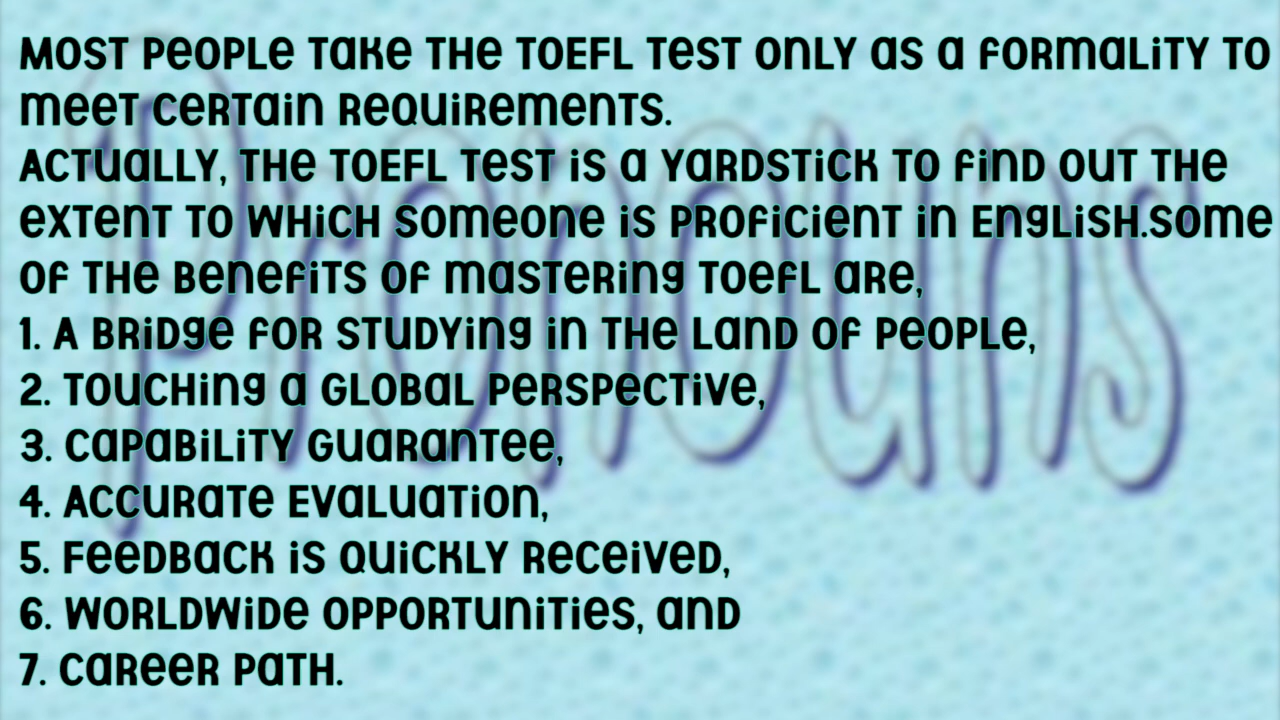 Most people take the TOEFL test only as a formality to
meet certain requirements.
Actually, the TOEFL test is a yardstick to find out the
extent to which someone is proficient in English.Some
of the benefits of mastering TOEFL are,
1. A bridge for studying in the land of people,
2. Touching a global perspective,
3. Capability guarantee,
4. Accurate evaluation,
5. Feedback is quickly received,
6. Worldwide opportunities, and
7. Career path.
Pronouns